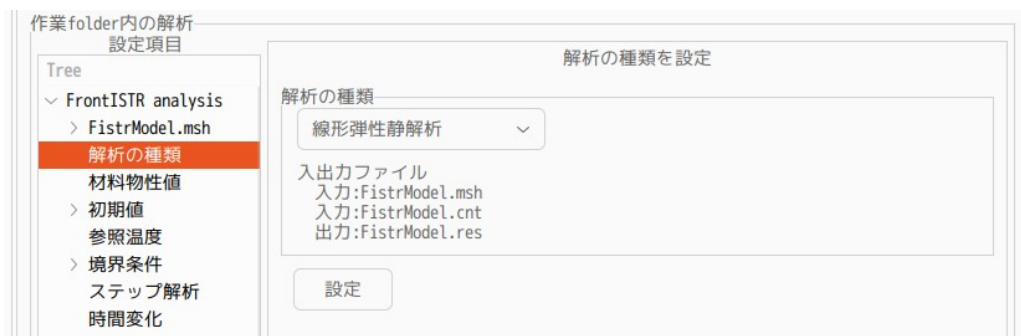 作業folder内の解析
設定項目
Tree
FrontISTR analysis
FistrModel.msh
解析の種類
材料物性値
初期値
参照温度
境界条件
ステップ解析
時間変化
解析の種類を設定
解析の種類
線形弾性静解析
入出力ファイル
入力:FistrModel.msh
入力:FistrModel.cnt
出力:FistrModel.res
設定